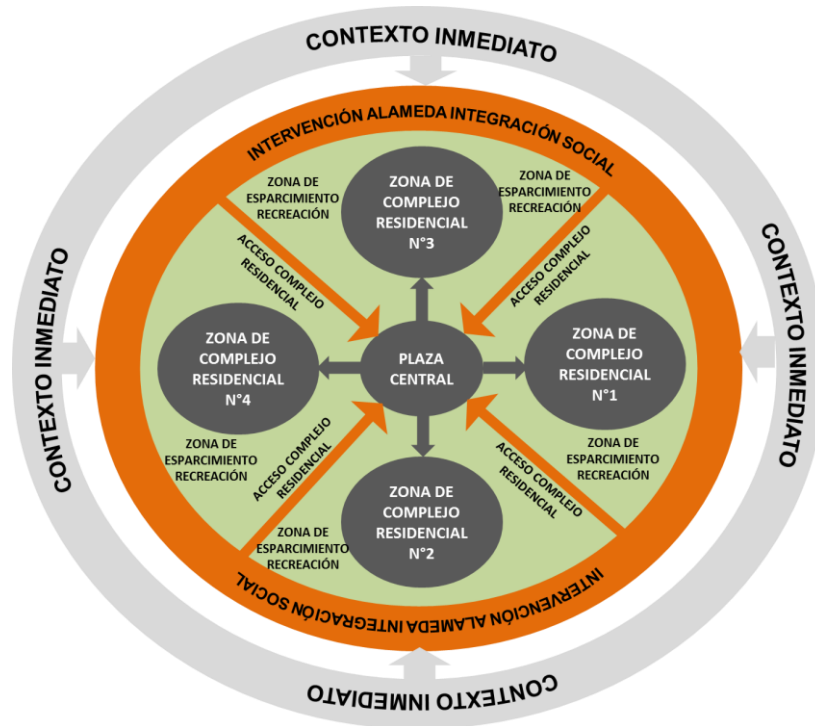 CONTEXTO INMEDIATO
INTERVENCIÓN ALAMEDA INTEGRACIÓN SOCIAL
ZONA DE
ESPARCIMIENTO
RECREACIÓN
ZONA DE
COMPLEJO
RESIDENCIAL
N°3
ZONA DE
ESPARCIMIENTO
RECREACIÓN
ACCESO COMPLEJO
RESIDENCIAL
ACCESO COMPLEJO
RESIDENCIAL
CONTEXTO INMEDIATO
ZONA DE
COMPLEJO
RESIDENCIAL
N°4
PLAZA
CENTRAL
ZONA DE
COMPLEJO
RESIDENCIAL
N°1
CONTEXTO INMEDIATO
ZONA DE
ESPARCIMIENTO
RECREACIÓN
ACCESO COMPLEJO
RESIDENCIAL
ACCESO COMPLEJO
RESIDENCIAL
ZONA DE
ESPARCIMIENTO
RECREACIÓN
ZONA DE
ESPARCIMIENTO
RECREACIÓN
ZONA DE
COMPLEJO
RESIDENCIAL
N°2
INTERVENCIÓN ALAMEDA INTEGRACIÓN SOCIAL
CONTEXTO INMEDIATO